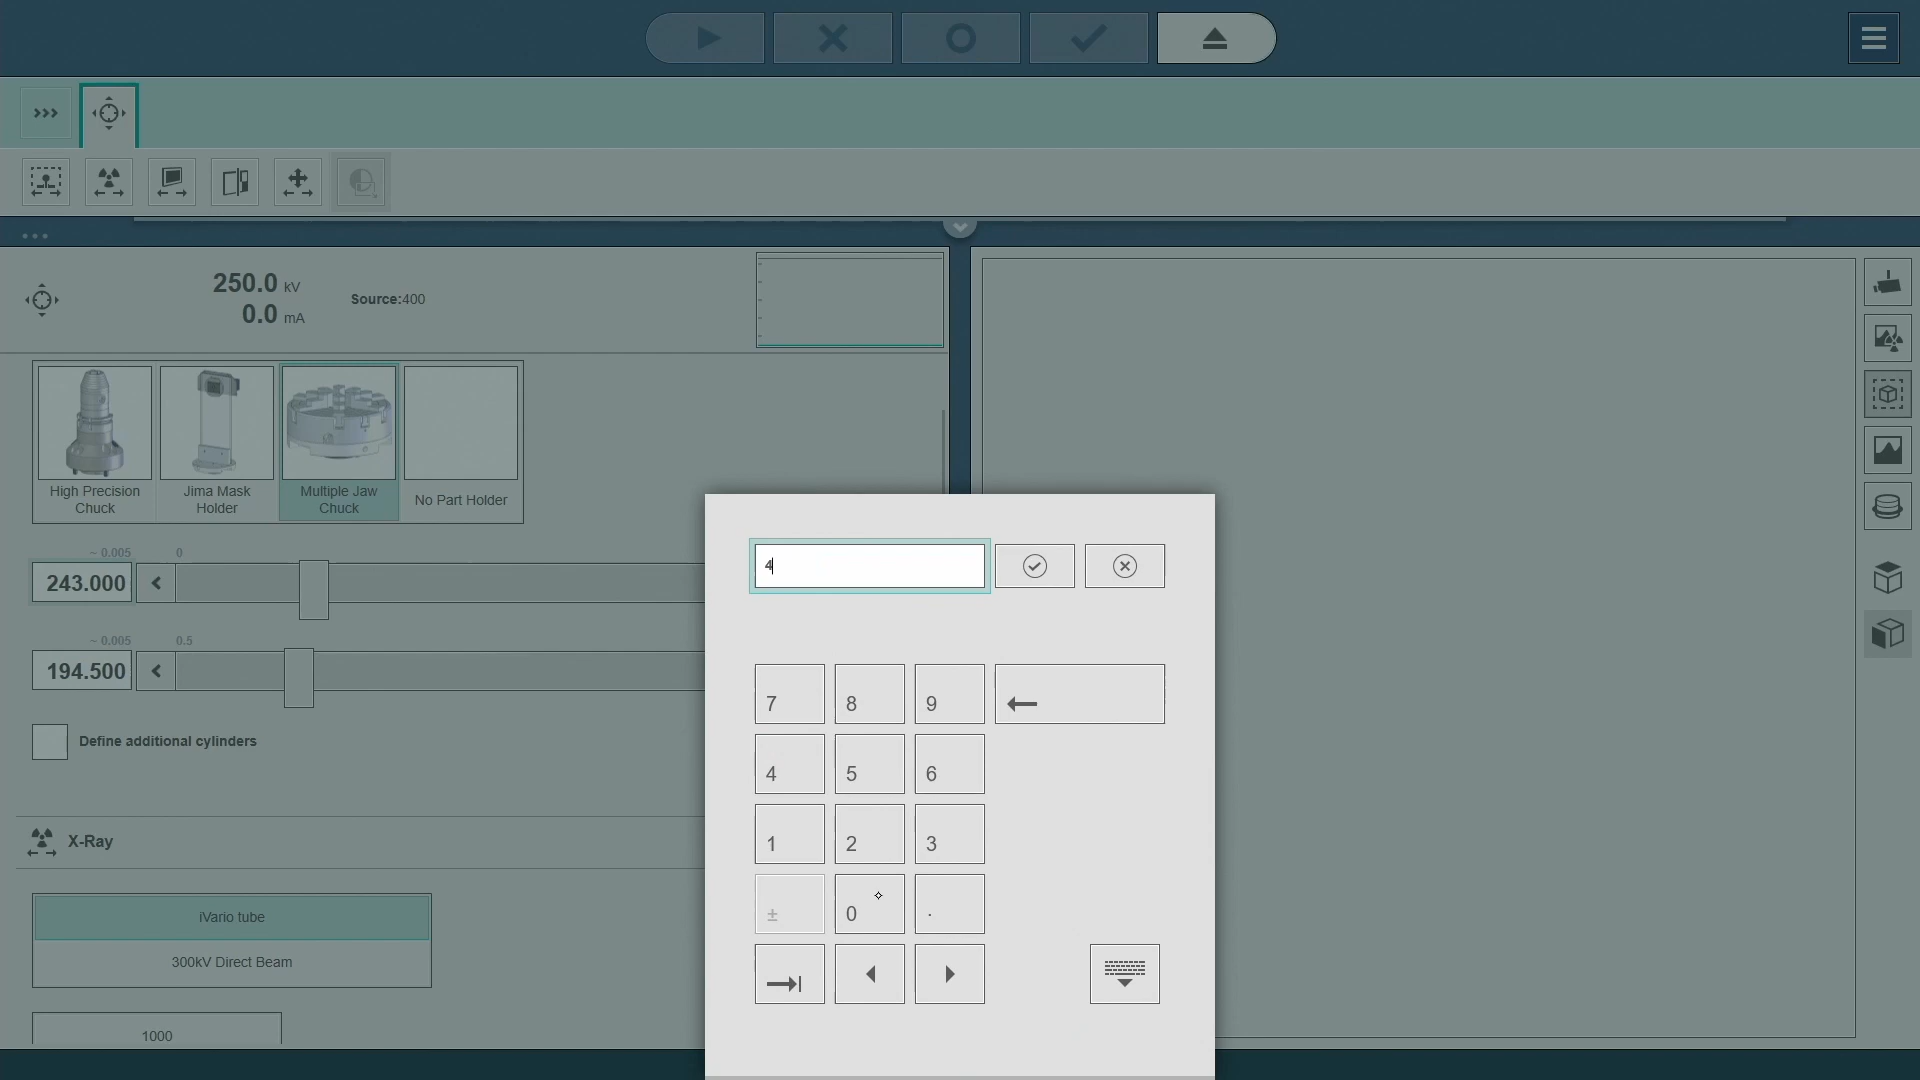 250.0 kV
0.0 mA
Source:400
High Precision Chuck
Jima Mask Holder
Multiple Jaw Chuck
No Part Holder
~ 0.005 0
243.000
~ 0.005 0.5
194.500
Define additional cylinders
X-Ray
iVario tube
300kV Direct Beam
1000
4
7 8 9
4 5 6
1 2 3
± 0 .